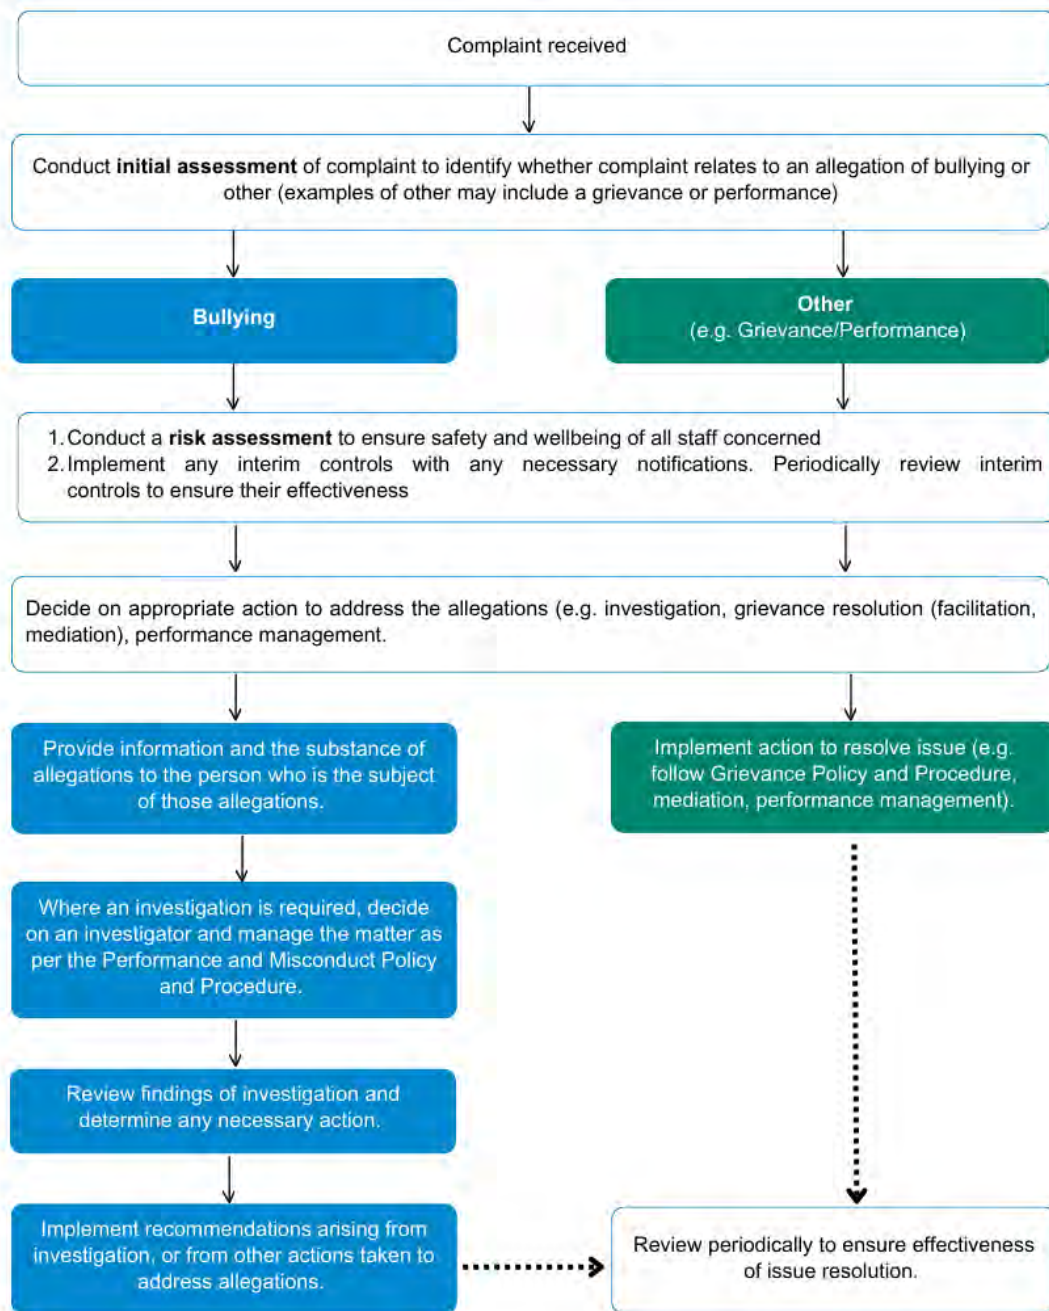 Complaint received
Conduct initial assessment of complaint to identify whether complaint relates to an allegation of bullying or
other (examples of other may include a grievance or performance)
Bullying
Other
(e.g. Grievance/Performance)
1. Conduct a risk assessment to ensure safety and wellbeing of all staff concerned
2. Implement any interim controls with any necessary notifications. Periodically review interim
controls to ensure their effectiveness
Decide on appropriate action to address the allegations (e.g. investigation, grievance resolution (facilitation,
mediation), performance management.
Provide information and the substance of
allegations to the person who is the subject
of those allegations.
Implement action to resolve issue (e.g.
follow Grievance Policy and Procedure,
mediation, performance management).
Where an investigation is required, decide
on an investigator and manage the matter as
per the Performance and Misconduct Policy
and Procedure.
Review findings of investigation and
determine any necessary action.
Implement recommendations arising from
investigation, or from other actions taken to
address allegations.
Review periodically to ensure effectiveness
of issue resolution.